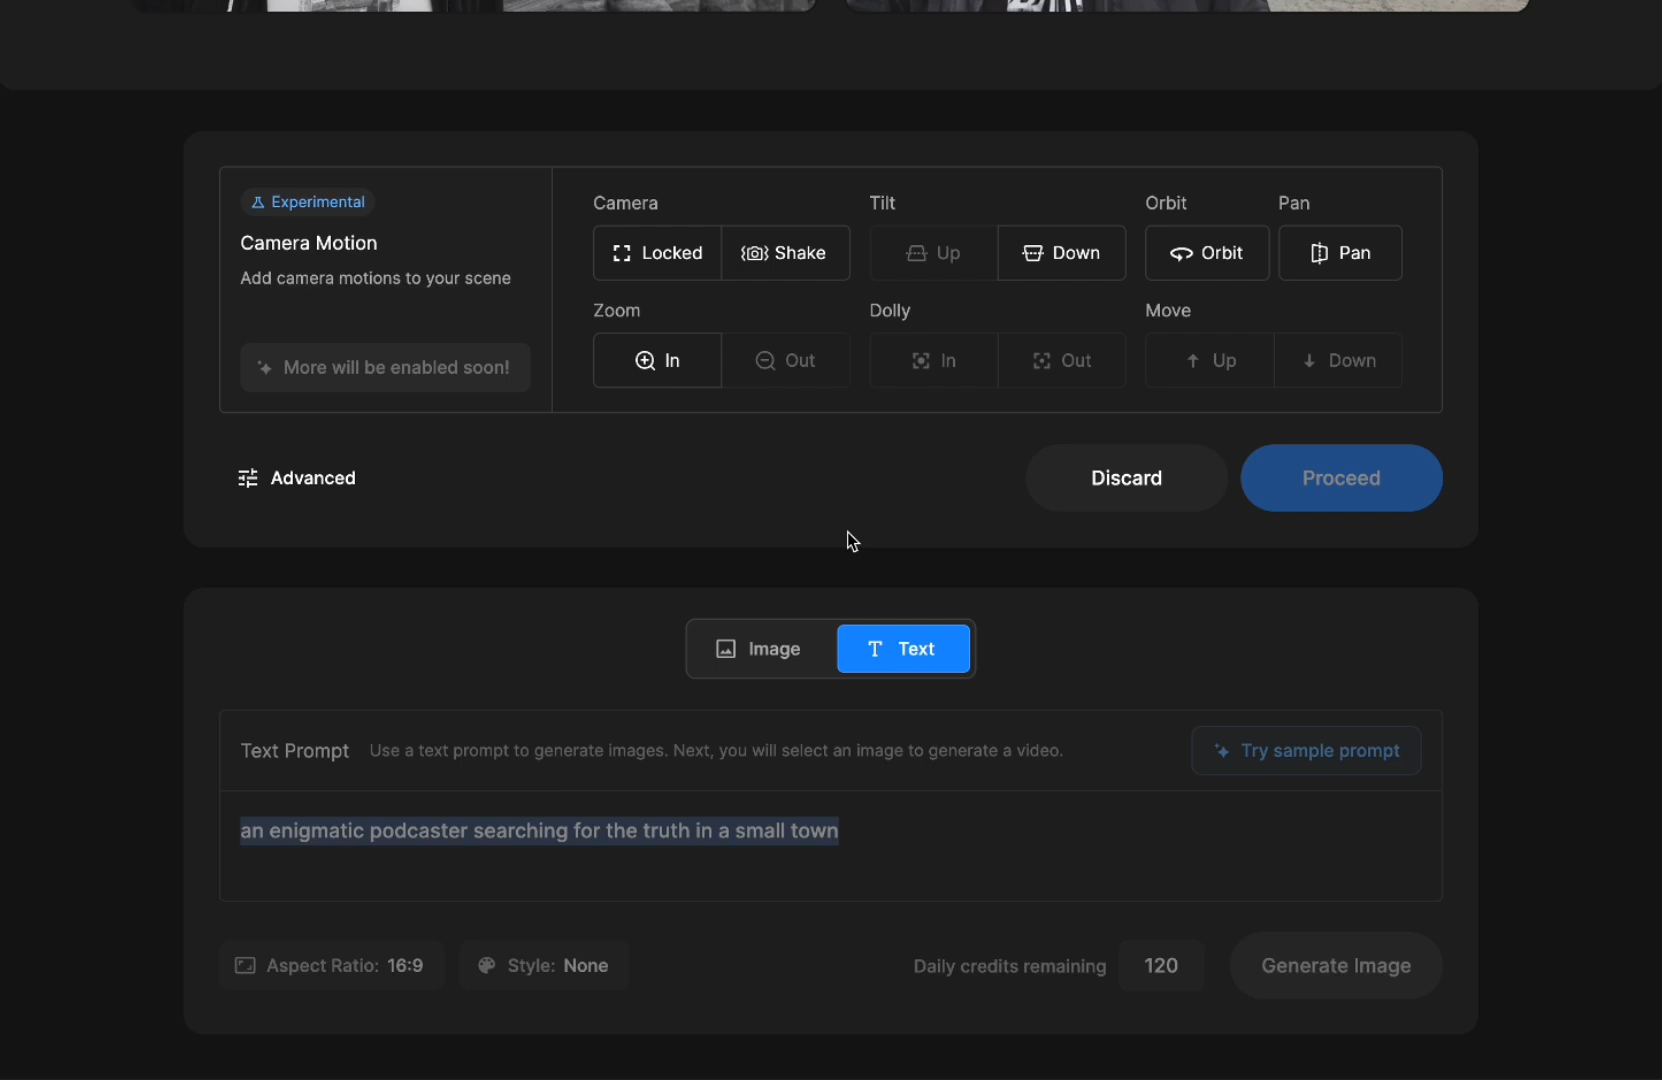 Experimental
Camera Motion
Add camera motions to your scene
More will be enabled soon!
Camera
Locked
Shake
Tilt
Up
Down
Orbit
Orbit
Pan
Pan
Zoom
In
Out
Dolly
In
Out
Move
Up
Down
Advanced
Discard
Proceed
Image
Text
Text Prompt
Use a text prompt to generate images. Next, you will select an image to generate a video.
Try sample prompt
an enigmatic podcaster searching for the truth in a small town
Aspect Ratio: 16:9
Style: None
Daily credits remaining
120
Generate Image